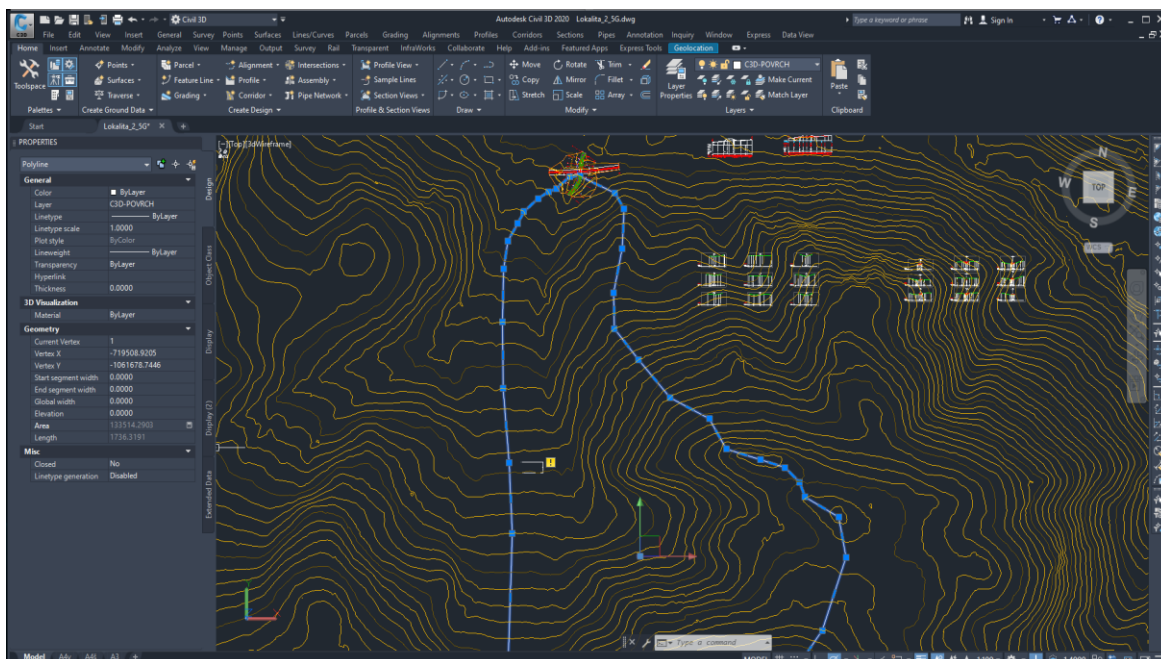 Autodesk Civil 3D 2020 Lokalita_2_5G.dwg
Civil 3D
Type a keyword or phrase
Sign In
C3D
File Edit View Insert General Survey Points Surfaces Lines/Curves Parcels Grading Alignments Profiles Corridors Sections Pipes Annotation Inquiry Window Express Data View
Home Insert Annotate Modify Analyze View Manage Output Survey Rail Transparent InfraWorks Collaborate Help Add-ins Featured Apps Express Tools Geolocation
Points Parcel Alignment Intersections Profile View Move Rotate Trim C3D-POVRCH
Toolspace Surfaces Feature Line Profile Assembly Sample Lines Copy Mirror Fillet Layer Properties Make Current Paste
Traverse Grading Corridor Pipe Network Section Views Stretch Scale Array Match Layer
Palettes Create Ground Data Create Design Profile & Section Views Draw Modify Layers Clipboard
Start Lokalita_2_5G*
PROPERTIES
[−][Top][3dWireframe]
Polyline
General
Color ByLayer
Layer C3D-POVRCH
Linetype ByLayer
Linetype scale 1.0000
Plot style ByColor
Lineweight ByLayer
Transparency ByLayer
Hyperlink
Thickness 0.0000
3D Visualization
Material ByLayer
Geometry
Current Vertex 1
Vertex X -719508.9205
Vertex Y -1061678.7446
Start segment width 0.0000
End segment width 0.0000
Global width 0.0000
Elevation 0.0000
Area 133514.2903
Length 1736.3191
Misc
Closed No
Linetype generation Disabled
Design
Object Class
Display
Display (2)
Extended Data
N
W TOP E
S
Type a command
Model A4v A4l A3
MODEL